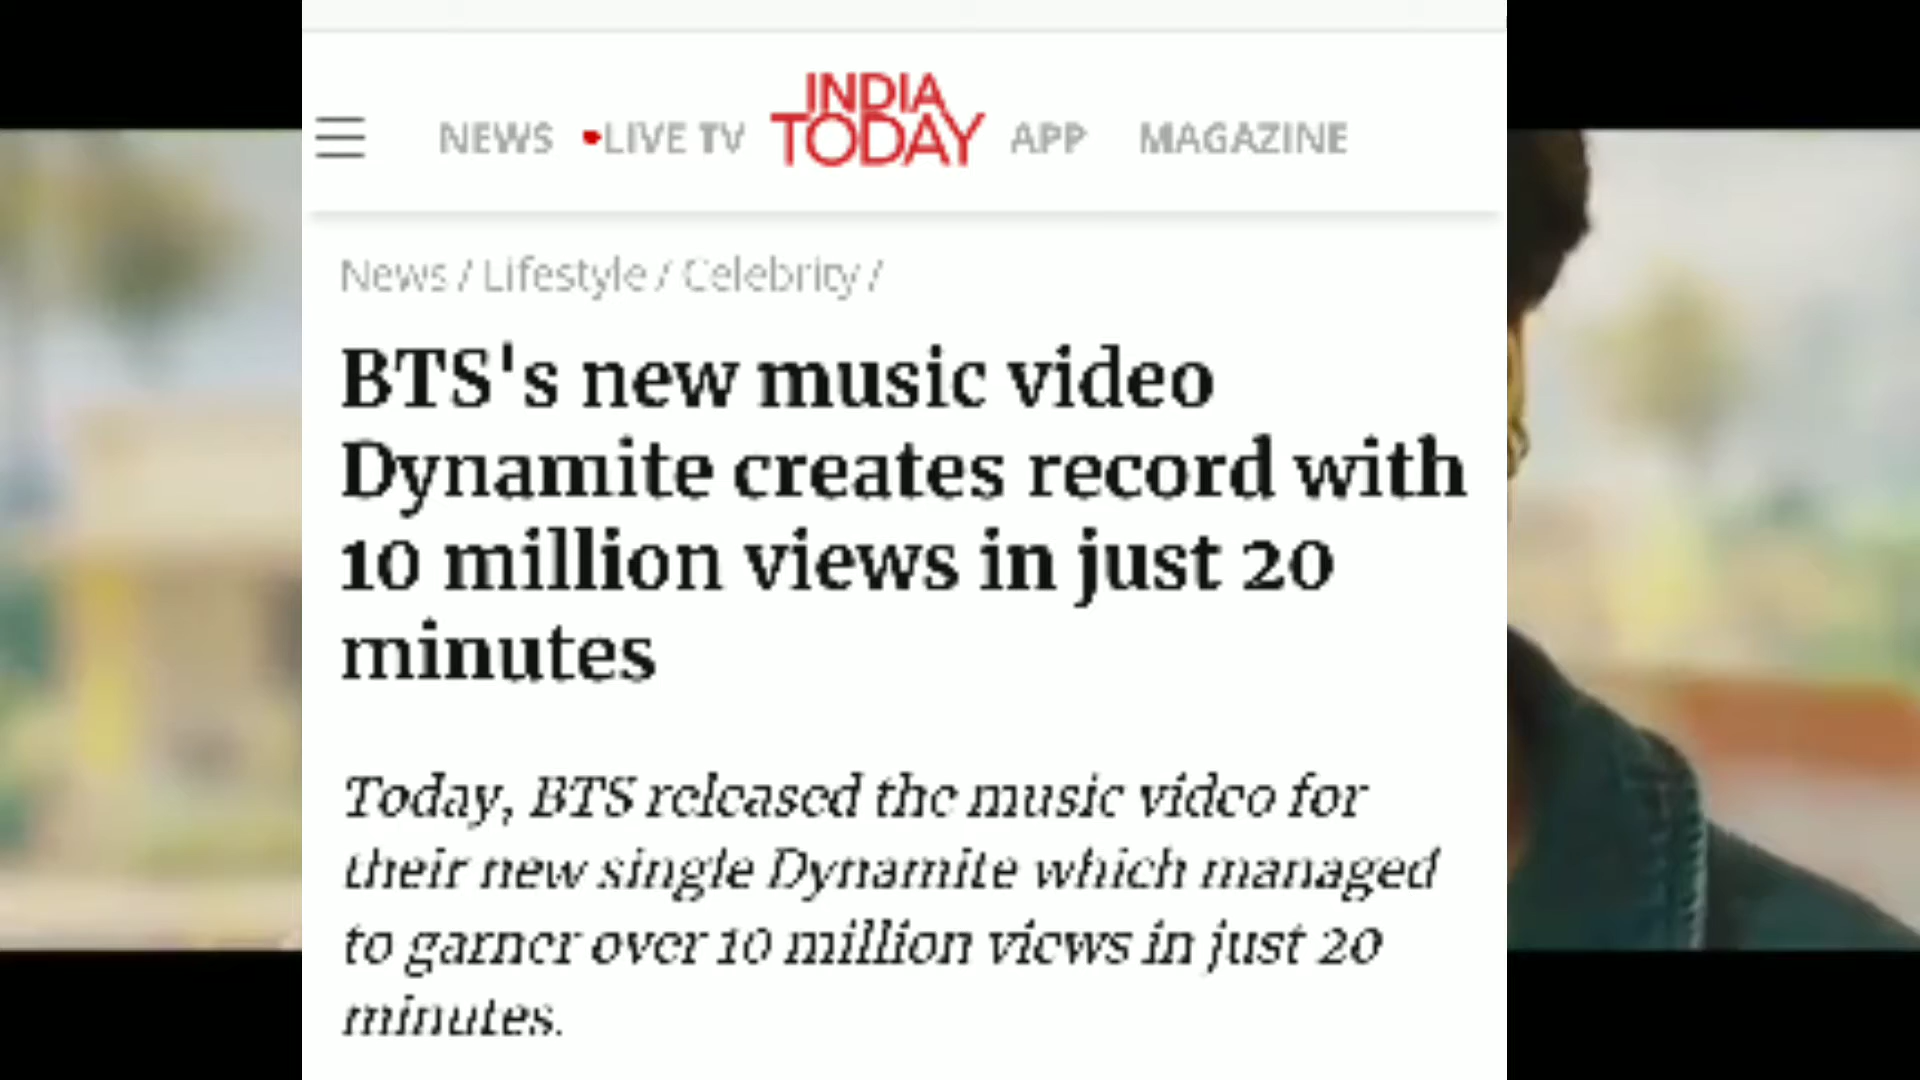 NEWS LIVE TV INDIA TODAY APP MAGAZINE
News / Lifestyle / Celebrity /
BTS's new music video
Dynamite creates record with
10 million views in just 20
minutes
Today, BTS released the music video for
their new single Dynamite which managed
to garner over 10 million views in just 20
minutes.